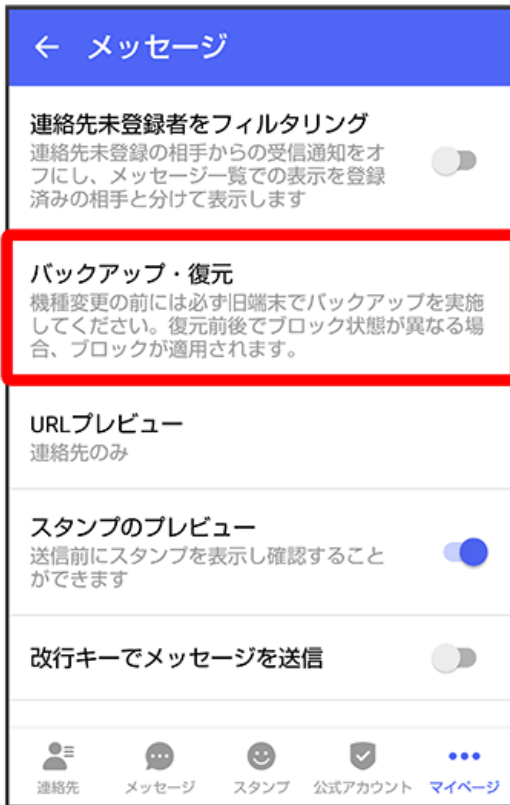 ← メッセージ
連絡先未登録者をフィルタリング
連絡先未登録の相手からの受信通知をオ
フにし、メッセージ一覧での表示を登録
済みの相手と分けて表示します
バックアップ・復元
機種変更の前には必ず旧端末でバックアップを実施
してください。復元前後でブロック状態が異なる場
合、ブロックが適用されます。
URLプレビュー
連絡先のみ
スタンプのプレビュー
送信前にスタンプを表示し確認すること
ができます
改行キーでメッセージを送信
連絡先 メッセージ スタンプ 公式アカウント マイページ